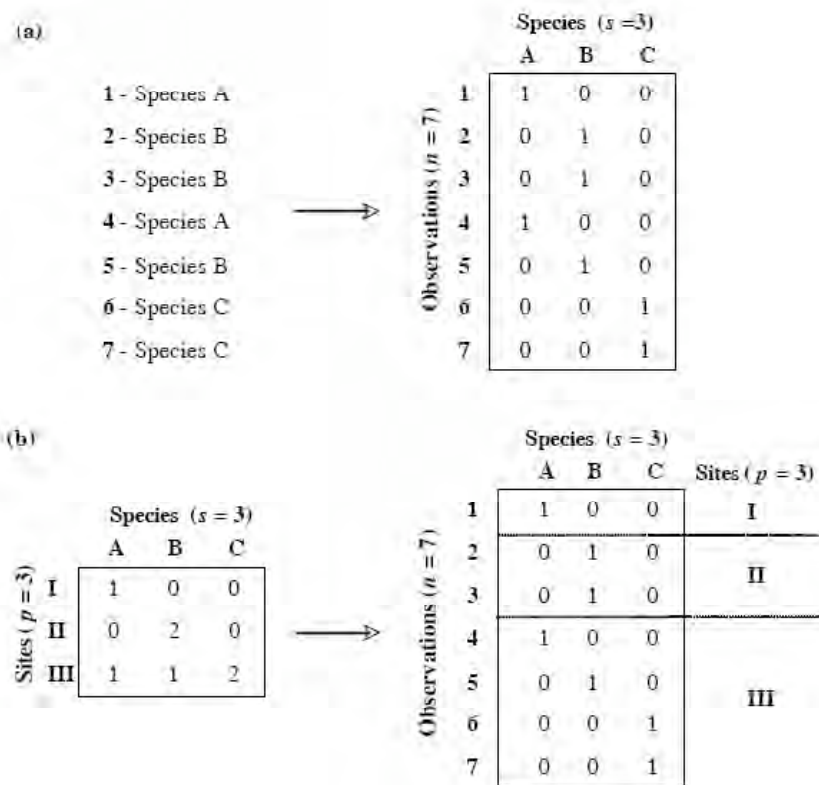 (a)
Species (s =3)
A B C
1 - Species A
2 - Species B
3 - Species B
4 - Species A
5 - Species B
6 - Species C
7 - Species C
Observations (n = 7)
1 1 0 0
2 0 1 0
3 0 1 0
4 1 0 0
5 0 1 0
6 0 0 1
7 0 0 1
(b)
Species (s = 3)
A B C
Sites (p = 3)
I 1 0 0
II 0 2 0
III 1 1 2
Species (s = 3)
A B C Sites (p = 3)
Observations (n = 7)
1 1 0 0 I
2 0 1 0
II
3 0 1 0
4 1 0 0
5 0 1 0
III
6 0 0 1
7 0 0 1